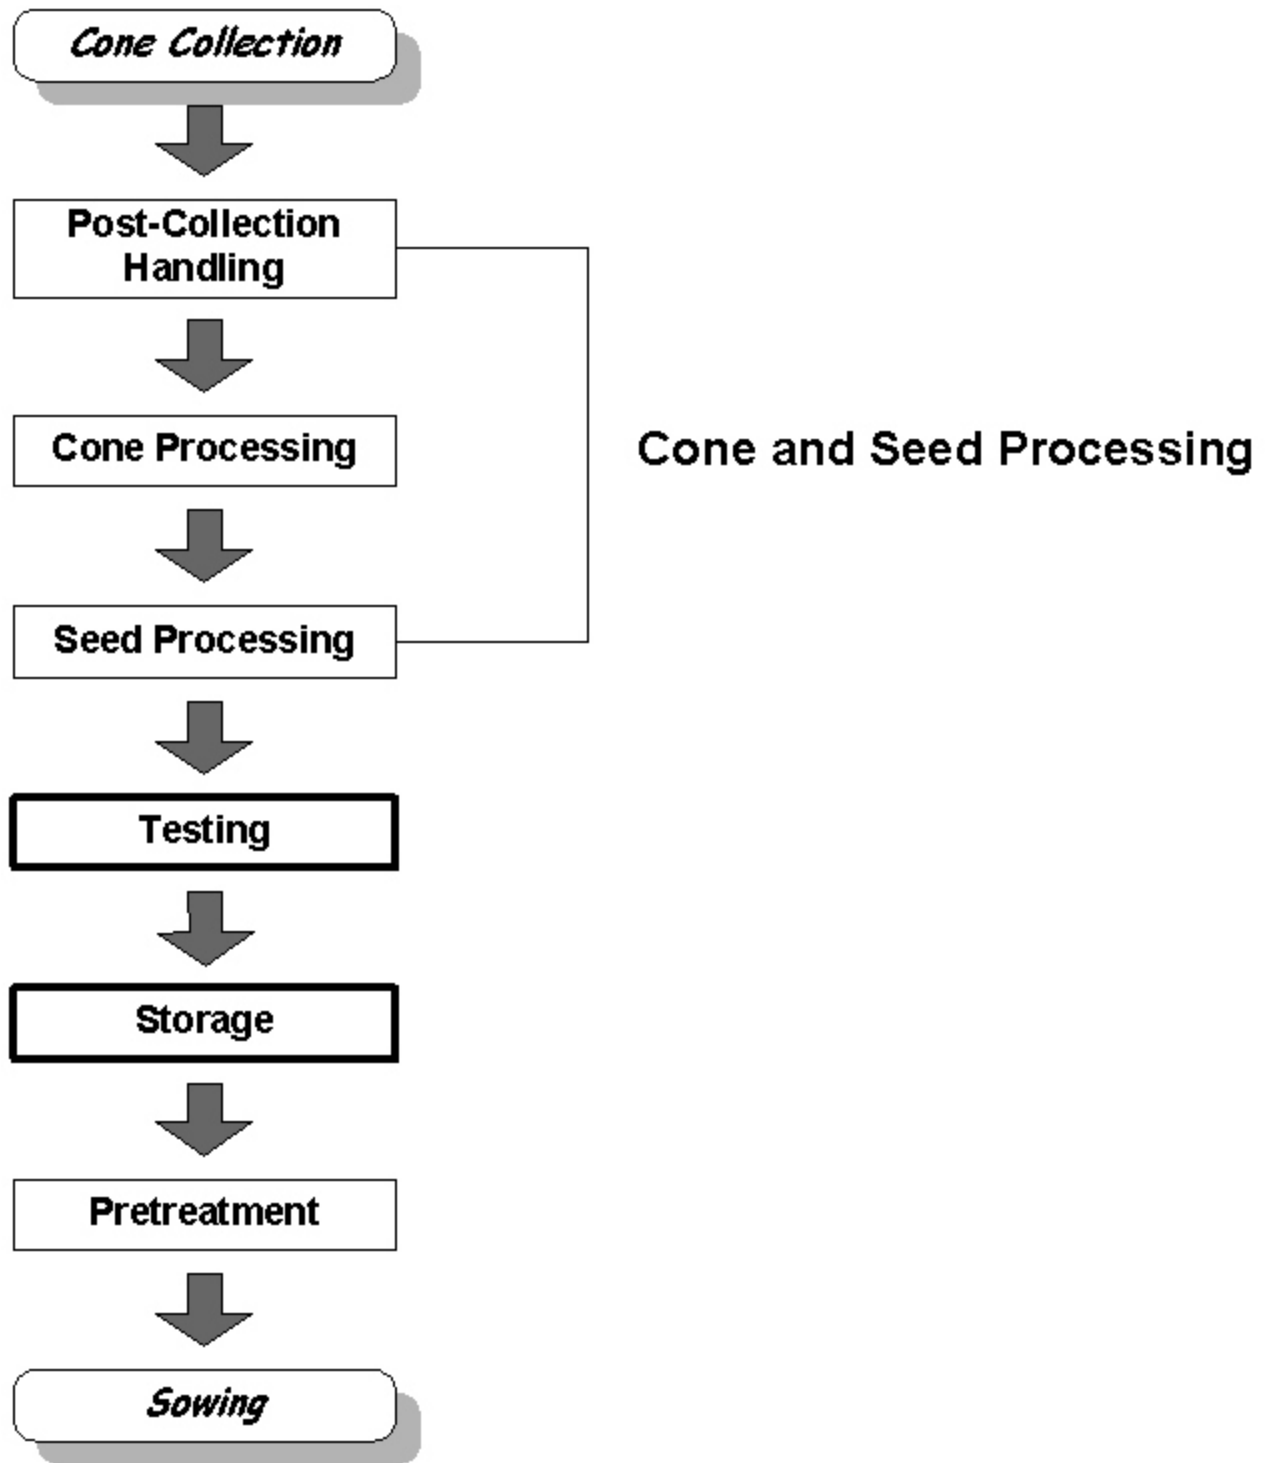 Cone Collection
Post-Collection
Handling
Cone Processing
Cone and Seed Processing
Seed Processing
Testing
Storage
Pretreatment
Sowing